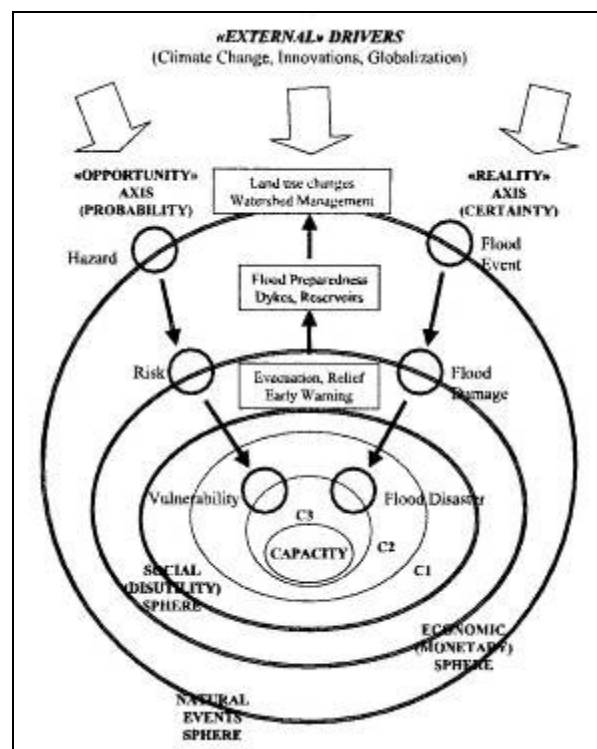 «EXTERNAL» DRIVERS
(Climate Change, Innovations, Globalization)
«OPPORTUNITY»
AXIS
(PROBABILITY)
Land use changes
Watershed Management
«REALITY»
AXIS
(CERTAINTY)
Hazard
Flood
Event
Flood Preparedness
Dykes, Reservoirs
Risk
Evacuation, Relief
Early Warning
Flood
Damage
Vulnerability
Flood Disaster
C3
CAPACITY
C2
C1
SOCIAL
(DISUTILITY)
SPHERE
ECONOMIC
(MONETARY)
SPHERE
NATURAL
EVENTS
SPHERE